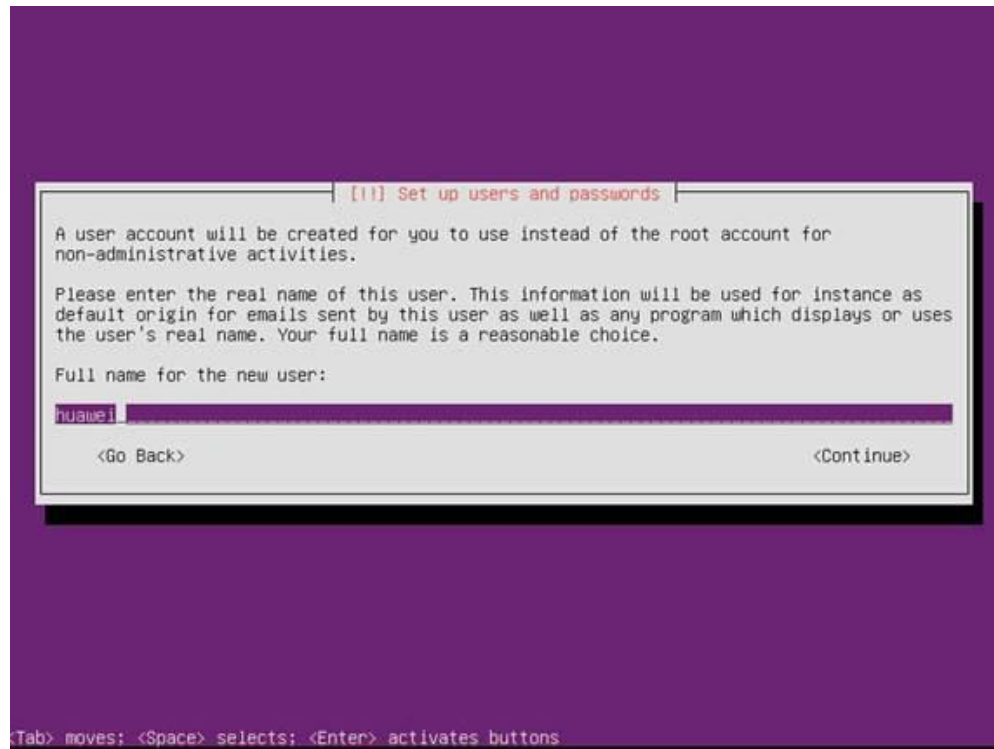 [!!] Set up users and passwords
A user account will be created for you to use instead of the root account for
non-administrative activities.
Please enter the real name of this user. This information will be used for instance as
default origin for emails sent by this user as well as any program which displays or uses
the user's real name. Your full name is a reasonable choice.
Full name for the new user:
huawei
<Go Back> <Continue>
<Tab> moves; <Space> selects; <Enter> activates buttons